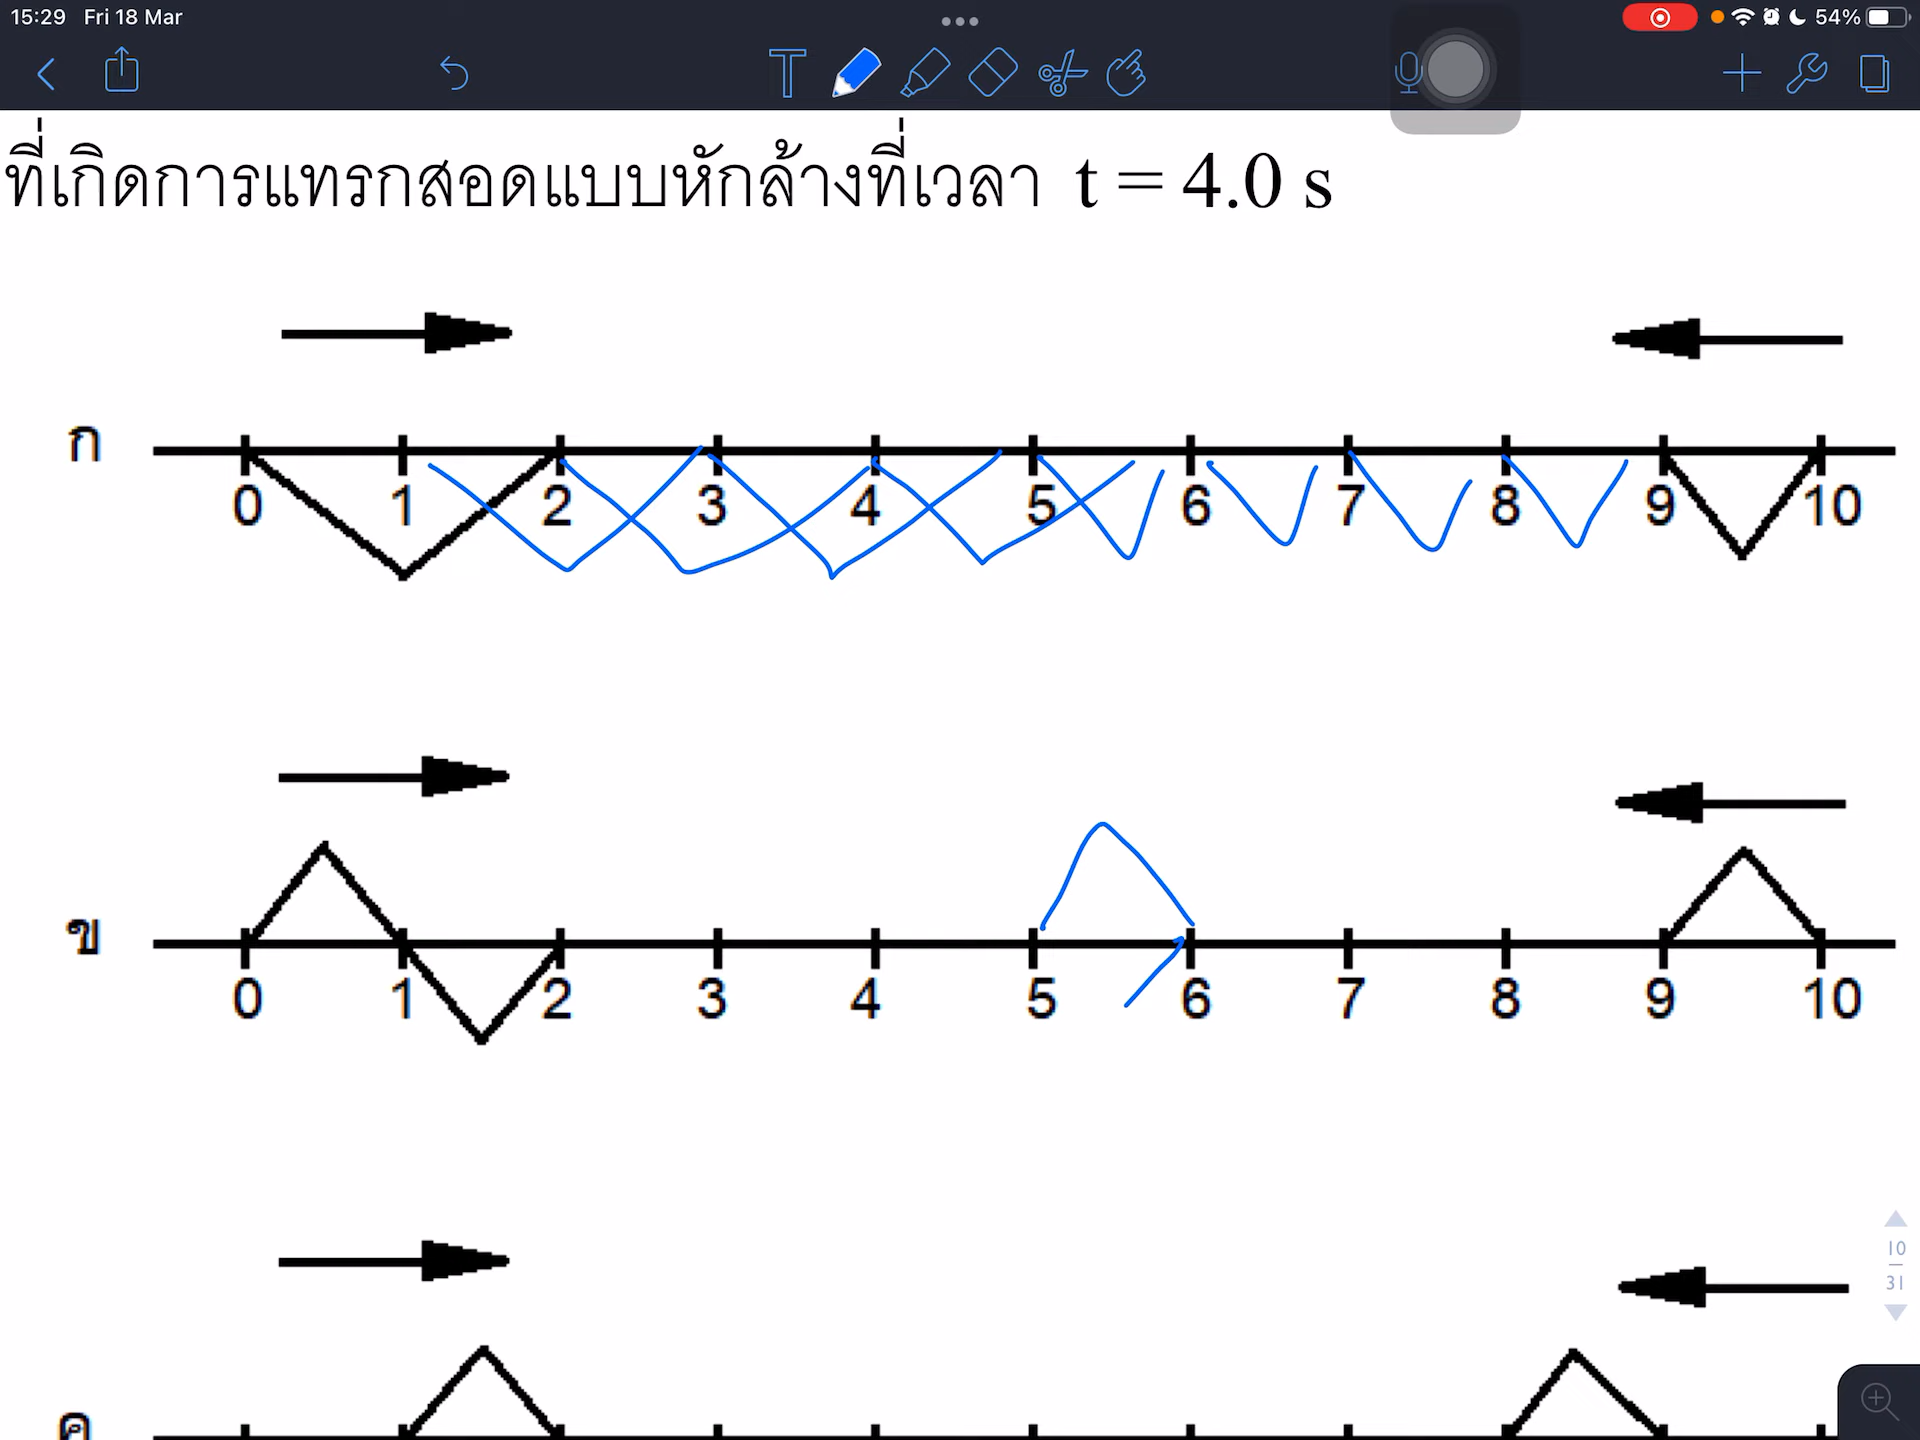 15:29 Fri 18 Mar
54%
ที่เกิดการแทรกสอดแบบหักล้างที่เวลา t = 4.0 s
ก
0 1 2 3 4 5 6 7 8 9 10
ข
0 1 2 3 4 5 6 7 8 9 10
10
31